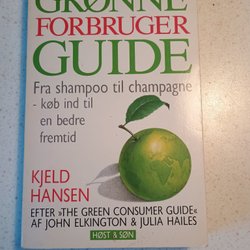 GRØNNE
FORBRUGER
GUIDE
Fra shampoo til champagne
- køb ind til
en bedre
fremtid
KJELD
HANSEN
EFTER »THE GREEN CONSUMER GUIDE«
AF JOHN ELKINGTON & JULIA HAILES
HØST & SØN